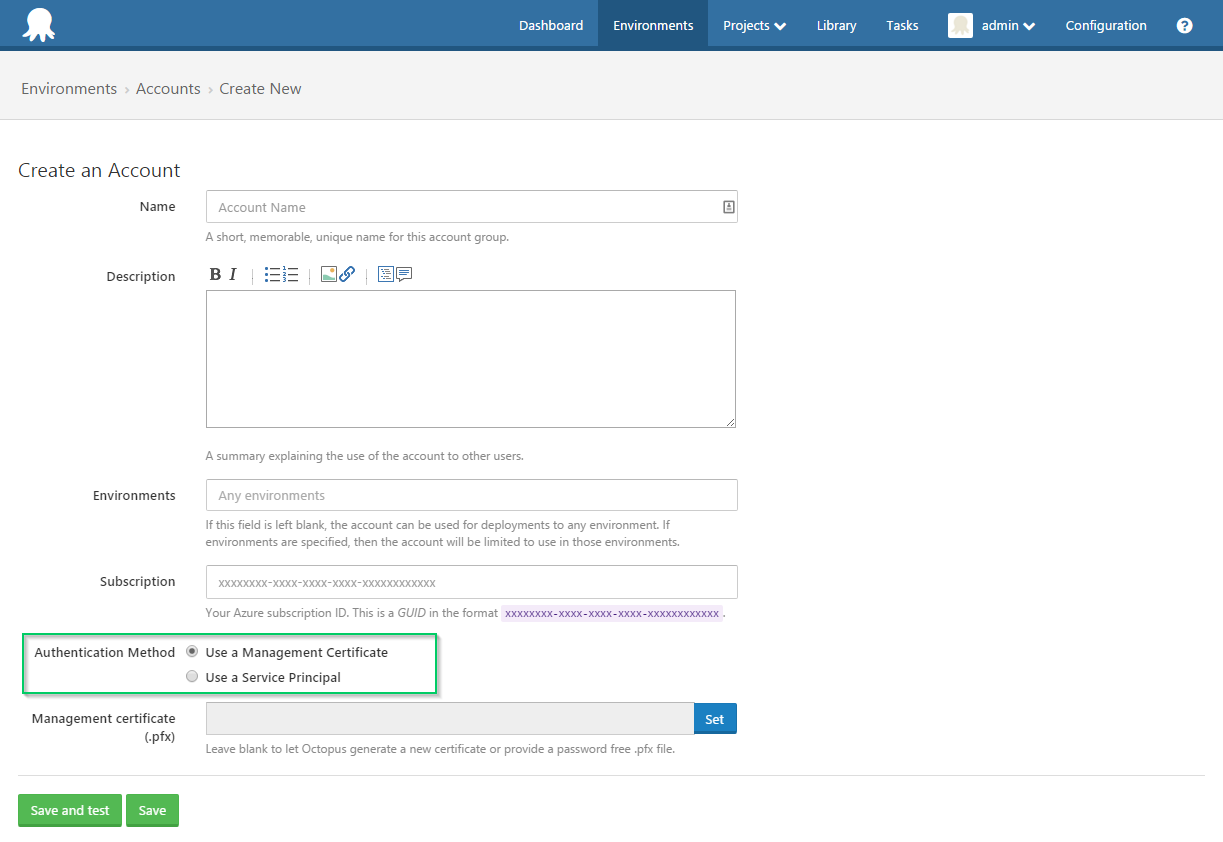 Dashboard Environments Projects Library Tasks admin Configuration ?
Environments › Accounts › Create New
Create an Account
Name Account Name
A short, memorable, unique name for this account group.
Description B I
A summary explaining the use of the account to other users.
Environments Any environments
If this field is left blank, the account can be used for deployments to any environment. If
environments are specified, then the account will be limited to use in those environments.
Subscription xxxxxxxx-xxxx-xxxx-xxxx-xxxxxxxxxxxx
Your Azure subscription ID. This is a GUID in the format xxxxxxxx-xxxx-xxxx-xxxx-xxxxxxxxxxxx.
Authentication Method Use a Management Certificate
Use a Service Principal
Management certificate
(.pfx)
Set
Leave blank to let Octopus generate a new certificate or provide a password free .pfx file.
Save and test Save